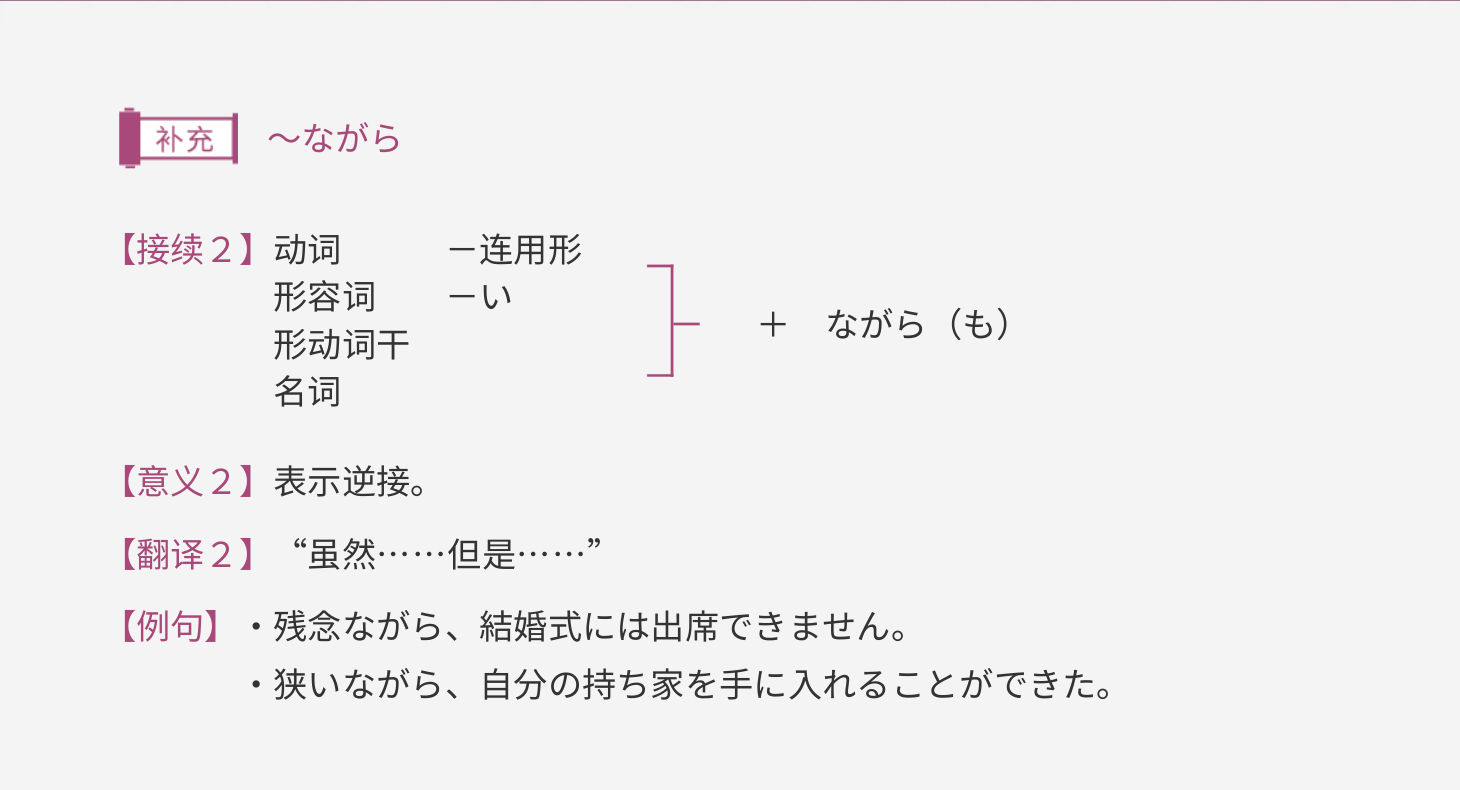 补充 ～ながら
【接续２】动词 －连用形
形容词 －い
形动词干
名词
＋ ながら（も）
【意义２】表示逆接。
【翻译２】“虽然……但是……”
【例句】・残念ながら、結婚式には出席できません。
・狭いながら、自分の持ち家を手に入れることができた。